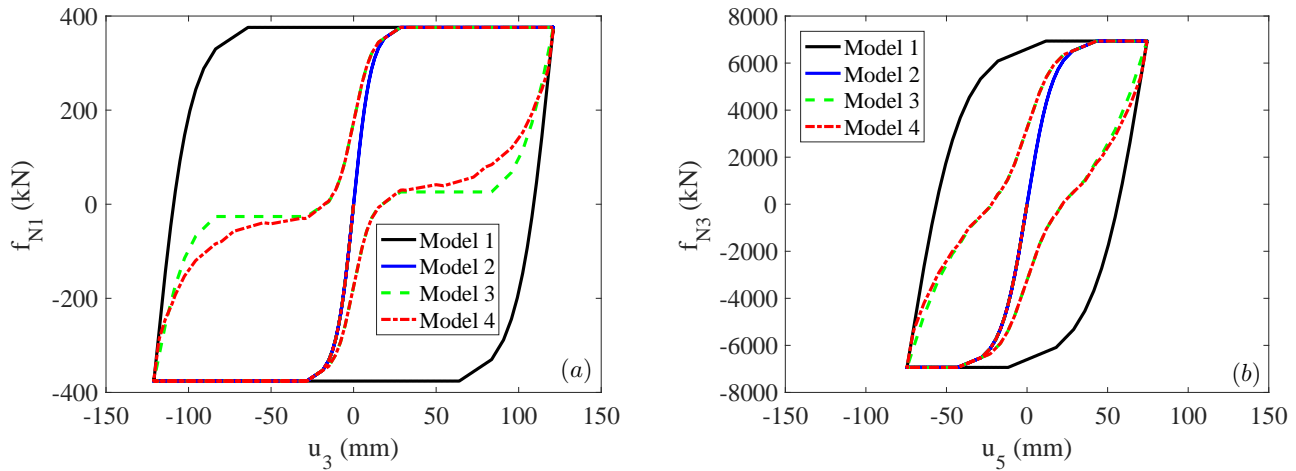 400
200
0
-200
-400
f_N1 (kN)
-150 -100 -50 0 50 100 150
u_3 (mm)
Model 1
Model 2
Model 3
Model 4
(a)
8000
6000
4000
2000
0
-2000
-4000
-6000
-8000
f_N3 (kN)
-150 -100 -50 0 50 100 150
u_5 (mm)
Model 1
Model 2
Model 3
Model 4
(b)